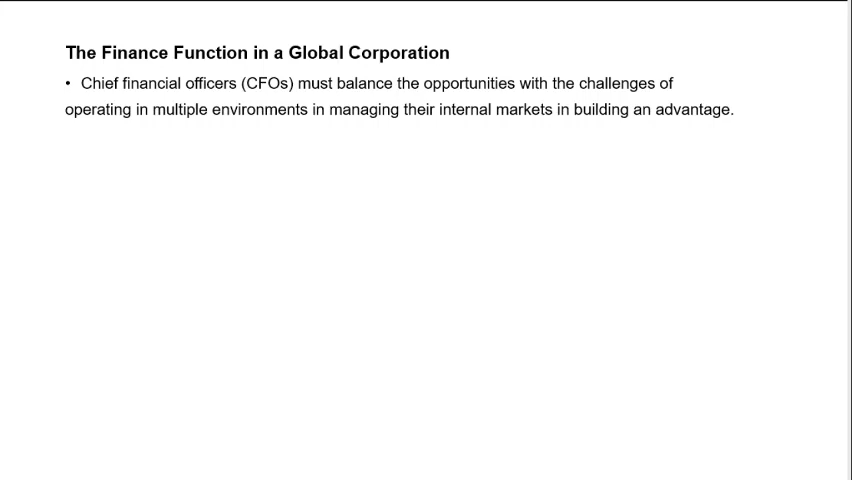 The Finance Function in a Global Corporation
• Chief financial officers (CFOs) must balance the opportunities with the challenges of
operating in multiple environments in managing their internal markets in building an advantage.